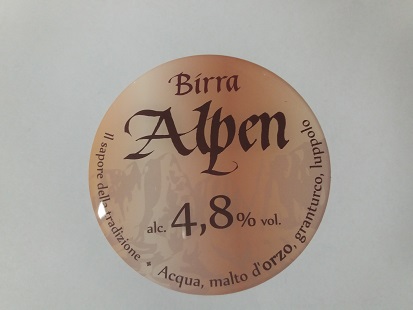 Birra
Alpen
alc. 4,8% vol.
Il sapore della tradizione * Acqua, malto d'orzo, granturco, luppolo